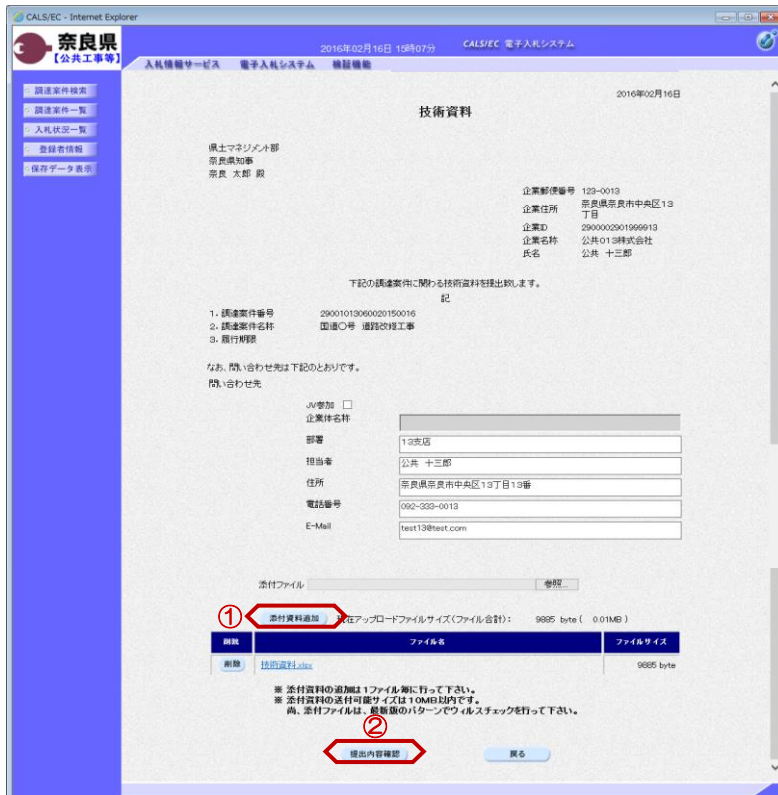 CALS/EC - Internet Explorer
奈良県
【公共工事等】
2016年02月16日 15時07分
CALS/EC 電子入札システム
入札情報サービス 電子入札システム 検証機能
調達案件検索
調達案件一覧
入札状況一覧
登録者情報
保存データ表示
2016年02月16日
技術資料
県土マネジメント部
奈良県知事
奈良 太郎 殿
企業郵便番号 123-0013
企業住所 奈良県奈良市中央区13
丁目
企業ID 2900002901999913
企業名称 公共013株式会社
氏名 公共 十三郎
下記の調達案件に関わる技術資料を提出致します。
記
1. 調達案件番号 29001013060020150016
2. 調達案件名称 国道○号 道路改修工事
3. 履行期限
なお、問い合わせ先は下記のとおりです。
問い合わせ先
JV参加
企業体名称
部署 13支店
担当者 公共 十三郎
住所 奈良県奈良市中央区13丁目13番
電話番号 092-333-0013
E-Mail test13@test.com
添付ファイル 参照...
① 添付資料追加 現在アップロードファイルサイズ(ファイル合計): 9885 byte ( 0.01MB )
削除 ファイル名 ファイルサイズ
削除 技術資料.xlsx 9885 byte
※ 添付資料の追加は1ファイル毎に行って下さい。
※ 添付資料の送付可能サイズは10MB以内です。
尚、添付ファイルは、最新版のパターンでウィルスチェックを行って下さい。
②
提出内容確認 戻る